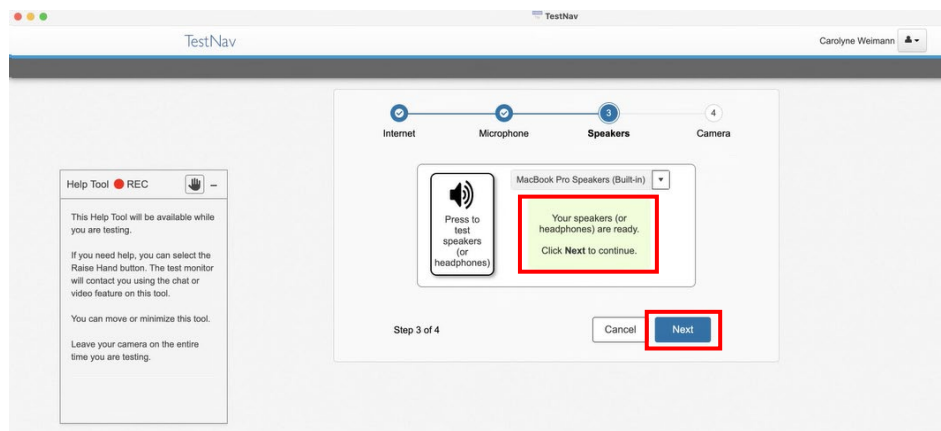 TestNav
TestNav
Carolyne Weimann
3
4
Internet
Microphone
Speakers
Camera
Help Tool REC
This Help Tool will be available while
you are testing.
If you need help, you can select the
Raise Hand button. The test monitor
will contact you using the chat or
video feature on this tool.
You can move or minimize this tool.
Leave your camera on the entire
time you are testing.
Press to
test
speakers
(or
headphones)
MacBook Pro Speakers (Built-in)
Your speakers (or
headphones) are ready.
Click Next to continue.
Step 3 of 4
Cancel
Next